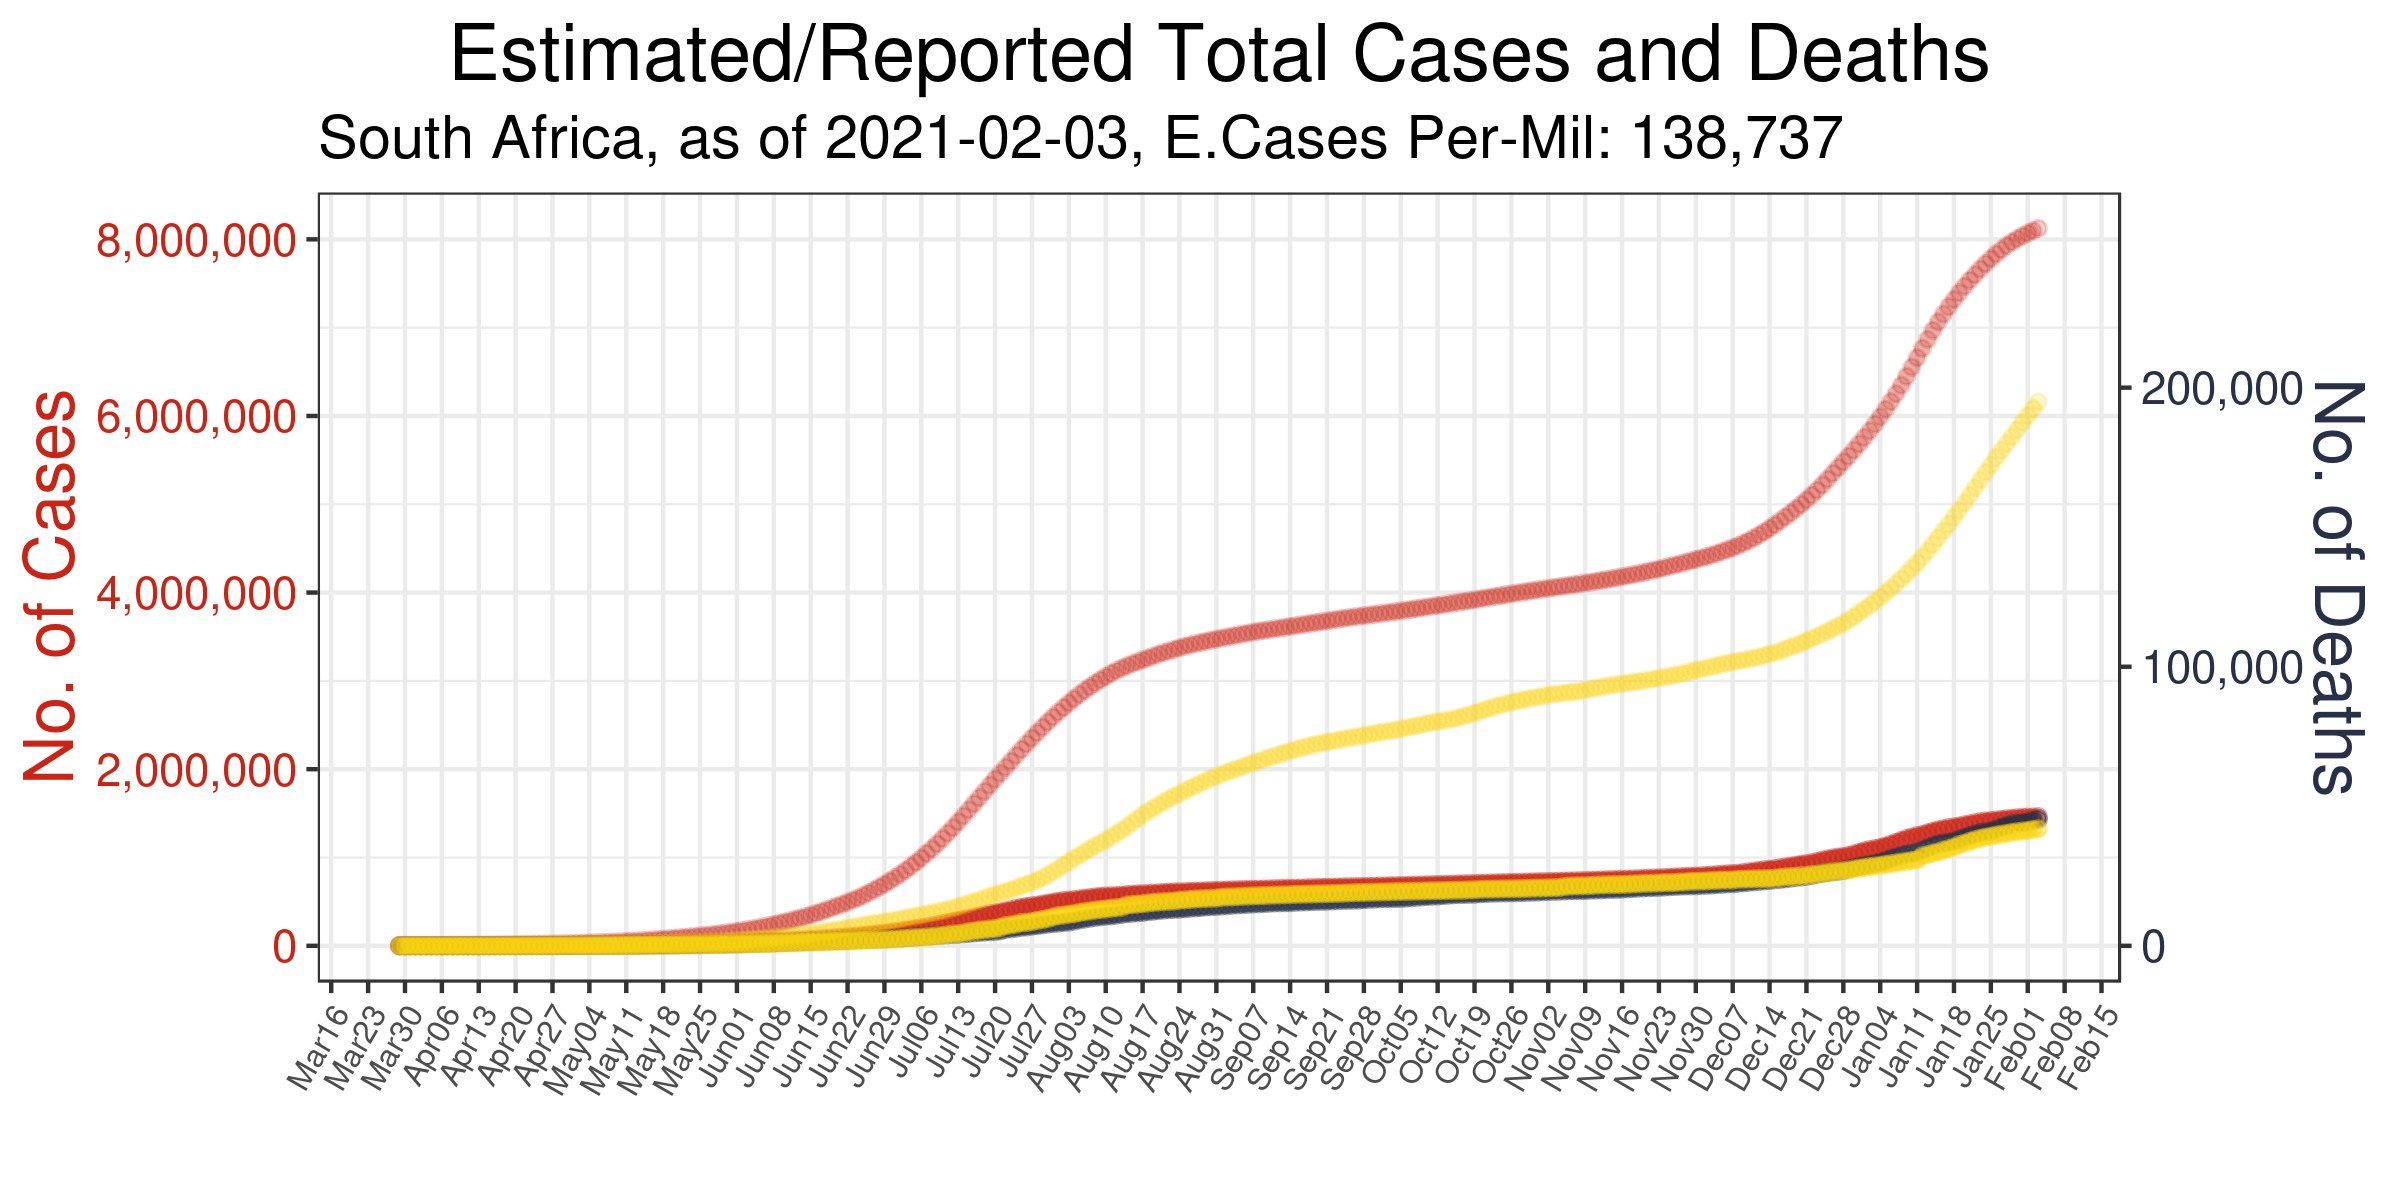 Estimated/Reported Total Cases and Deaths
South Africa, as of 2021-02-03, E.Cases Per-Mil: 138,737
No. of Cases
8,000,000
6,000,000
4,000,000
2,000,000
0
200,000
100,000
0
No. of Deaths
Mar16
Mar23
Mar30
Apr06
Apr13
Apr20
Apr27
May04
May11
May18
May25
Jun01
Jun08
Jun15
Jun22
Jun29
Jul06
Jul13
Jul20
Jul27
Aug03
Aug10
Aug17
Aug24
Aug31
Sep07
Sep14
Sep21
Sep28
Oct05
Oct12
Oct19
Oct26
Nov02
Nov09
Nov16
Nov23
Nov30
Dec07
Dec14
Dec21
Dec28
Jan04
Jan11
Jan18
Jan25
Feb01
Feb08
Feb15